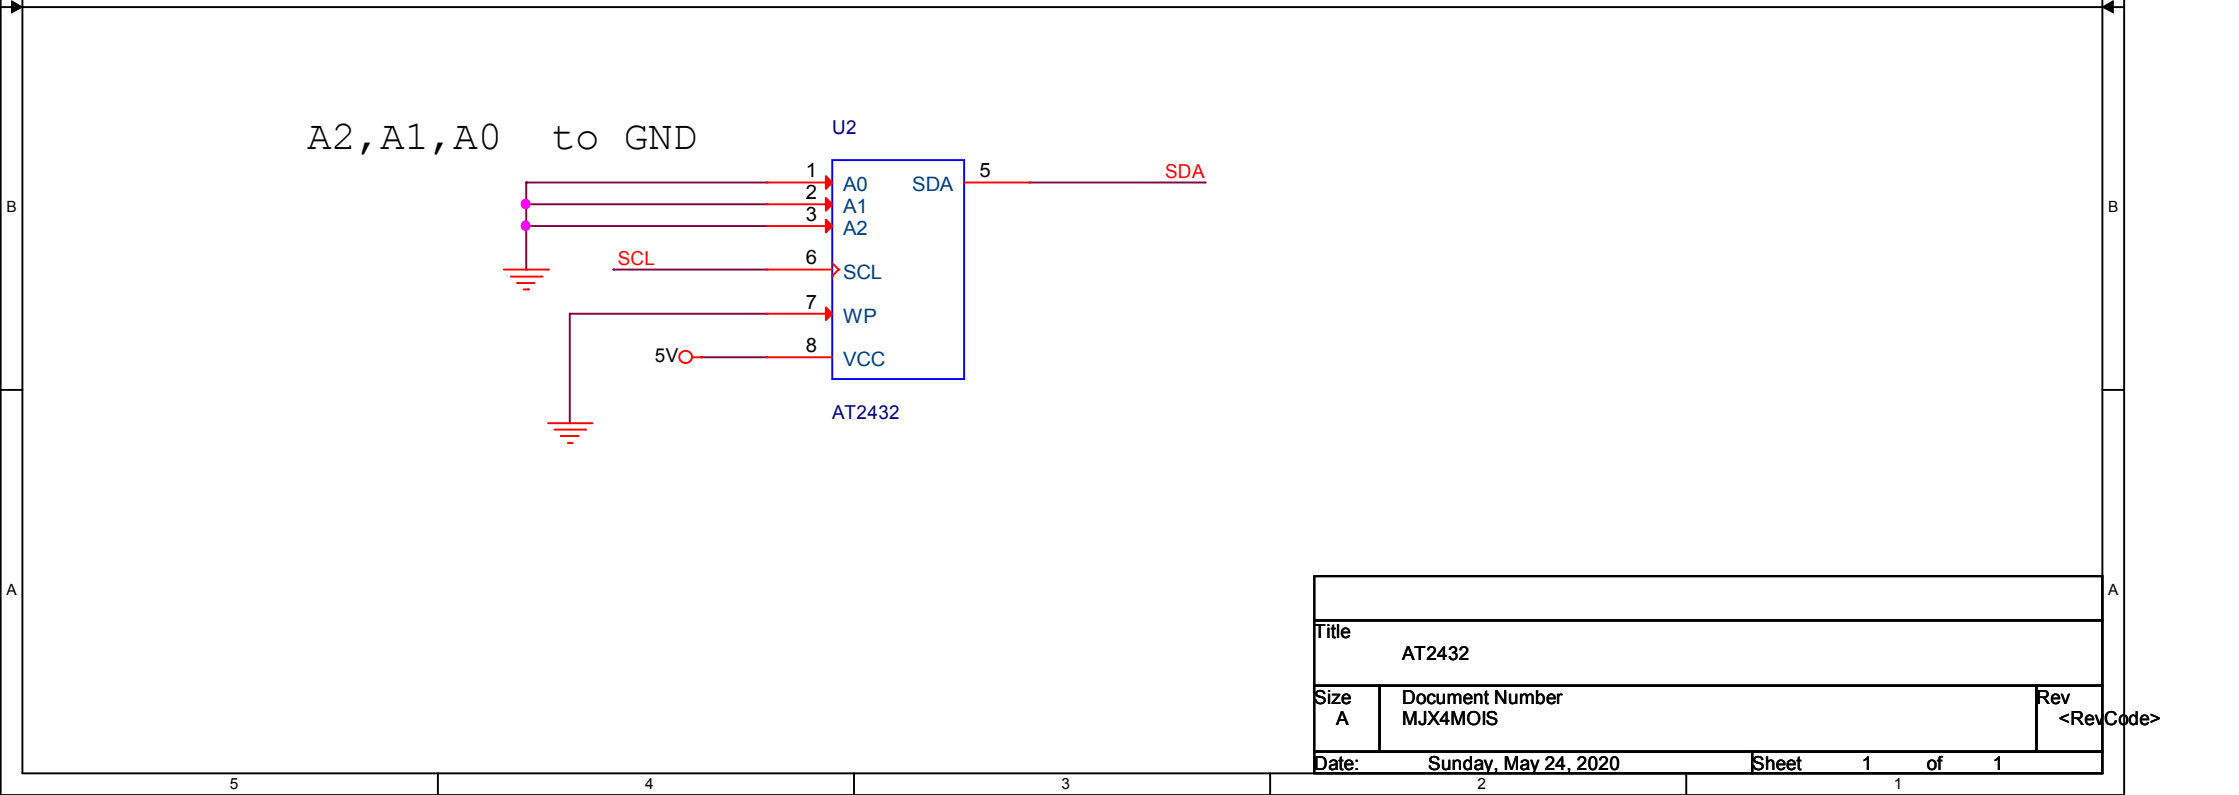 A2,A1,A0 to GND
U2
1 A0 SDA 5 SDA
2 A1
3 A2
SCL 6 SCL
7 WP
5V 8 VCC
AT2432
B B
A A
Title
AT2432
Size Document Number Rev
A MJX4MOIS <RevCode>
Date: Sunday, May 24, 2020 Sheet 1 of 1
5 4 3 2 1